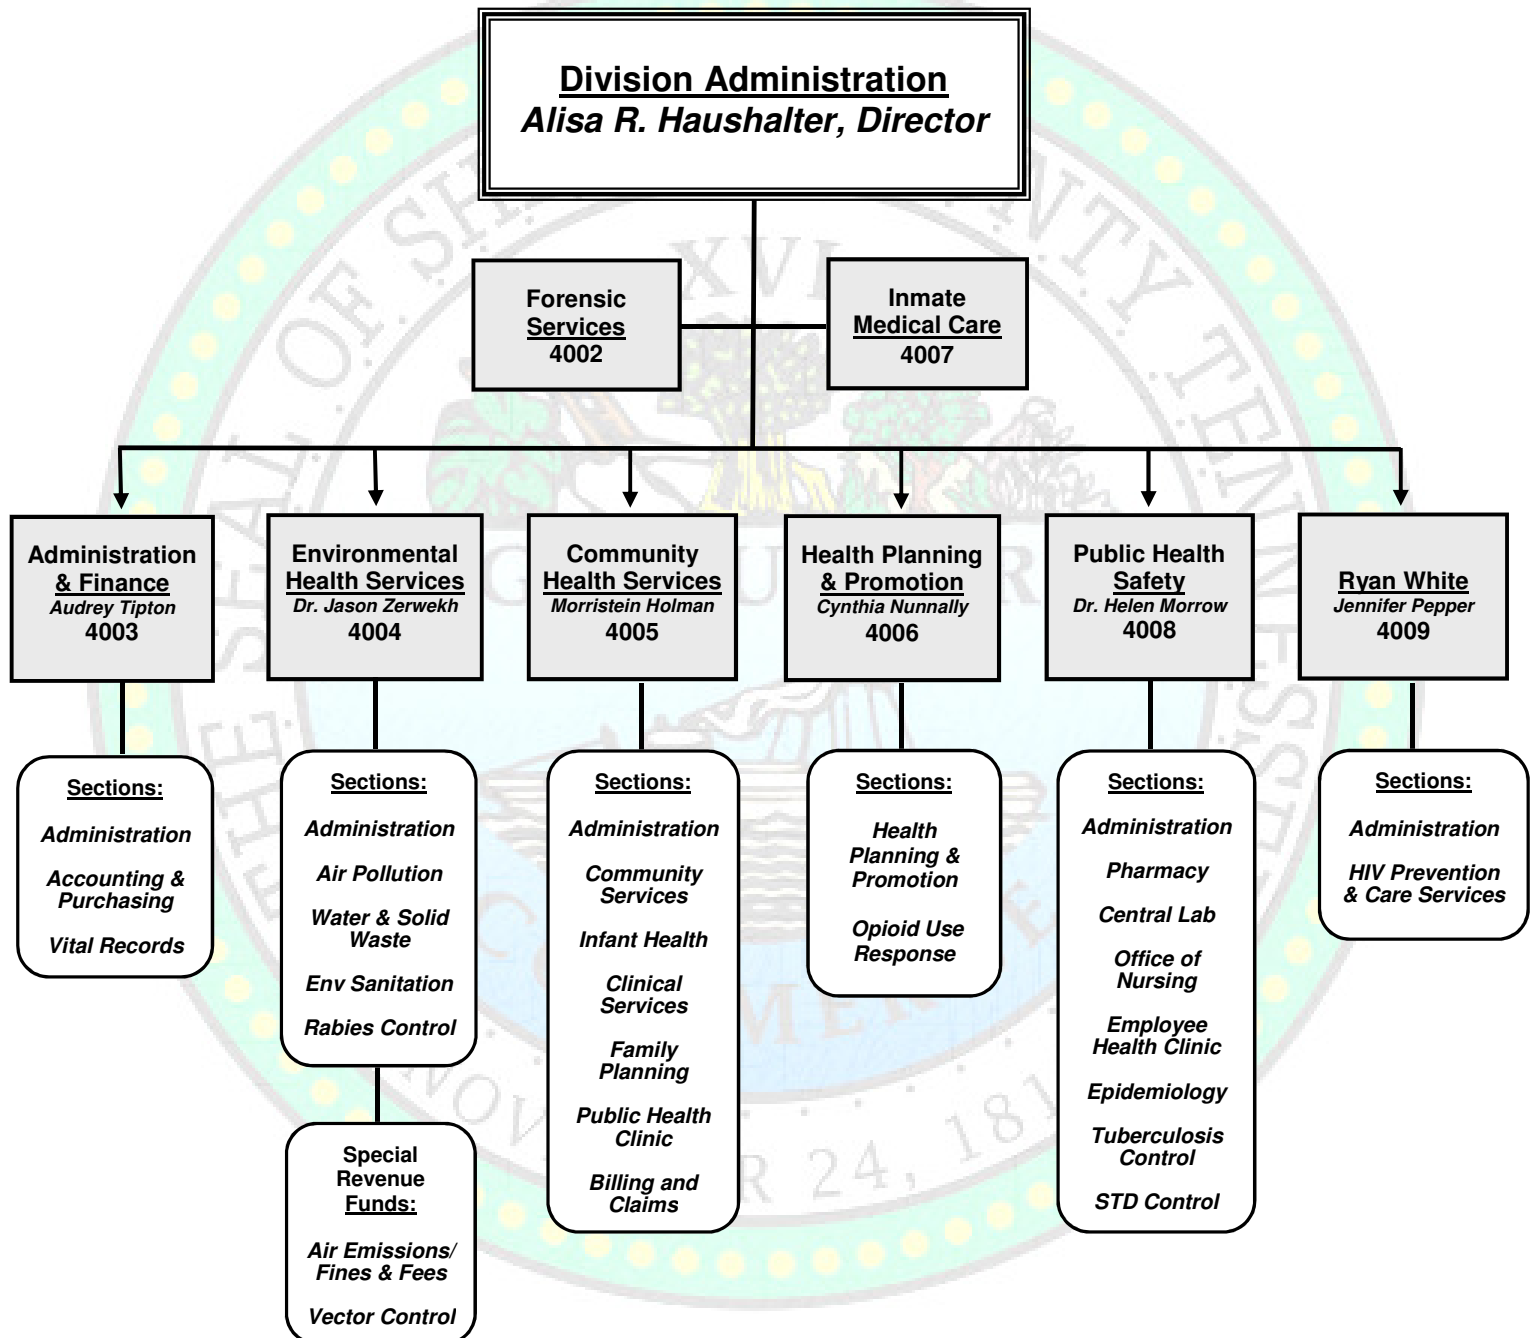 Division Administration
Alisa R. Haushalter, Director
Forensic
Services
4002
Inmate
Medical Care
4007
Administration
& Finance
Audrey Tipton
4003
Environmental
Health Services
Dr. Jason Zerwekh
4004
Community
Health Services
Morristein Holman
4005
Health Planning
& Promotion
Cynthia Nunnally
4006
Public Health
Safety
Dr. Helen Morrow
4008
Ryan White
Jennifer Pepper
4009
Sections:
Administration
Accounting &
Purchasing
Vital Records
Sections:
Administration
Air Pollution
Water & Solid
Waste
Env Sanitation
Rabies Control
Special
Revenue
Funds:
Air Emissions/
Fines & Fees
Vector Control
Sections:
Administration
Community
Services
Infant Health
Clinical
Services
Family
Planning
Public Health
Clinic
Billing and
Claims
Sections:
Health
Planning &
Promotion
Opioid Use
Response
Sections:
Administration
Pharmacy
Central Lab
Office of
Nursing
Employee
Health Clinic
Epidemiology
Tuberculosis
Control
STD Control
Sections:
Administration
HIV Prevention
& Care Services
THE SEAL OF
XVI